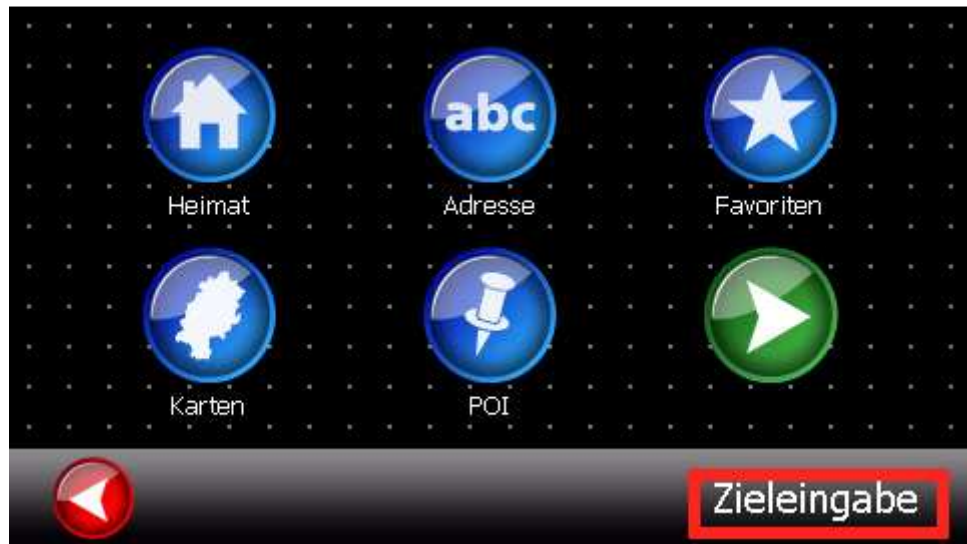 abc
Heimat
Adresse
Favoriten
Karten
POI
Zieleingabe